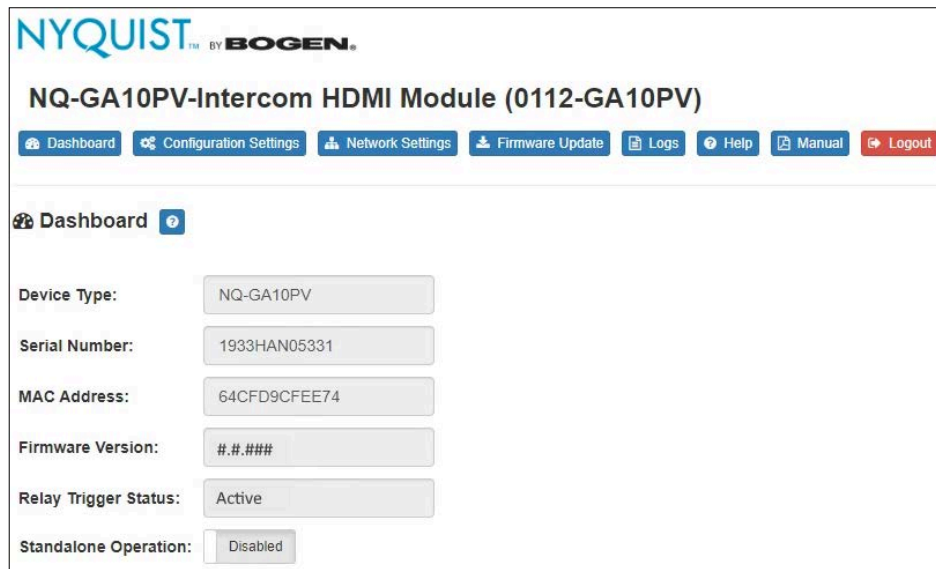 NYQUIST™ BY BOGEN®
NQ-GA10PV-Intercom HDMI Module (0112-GA10PV)
Dashboard Configuration Settings Network Settings Firmware Update Logs Help Manual Logout
Dashboard
Device Type: NQ-GA10PV
Serial Number: 1933HAN05331
MAC Address: 64CFD9CFEE74
Firmware Version: #.#.###
Relay Trigger Status: Active
Standalone Operation: Disabled